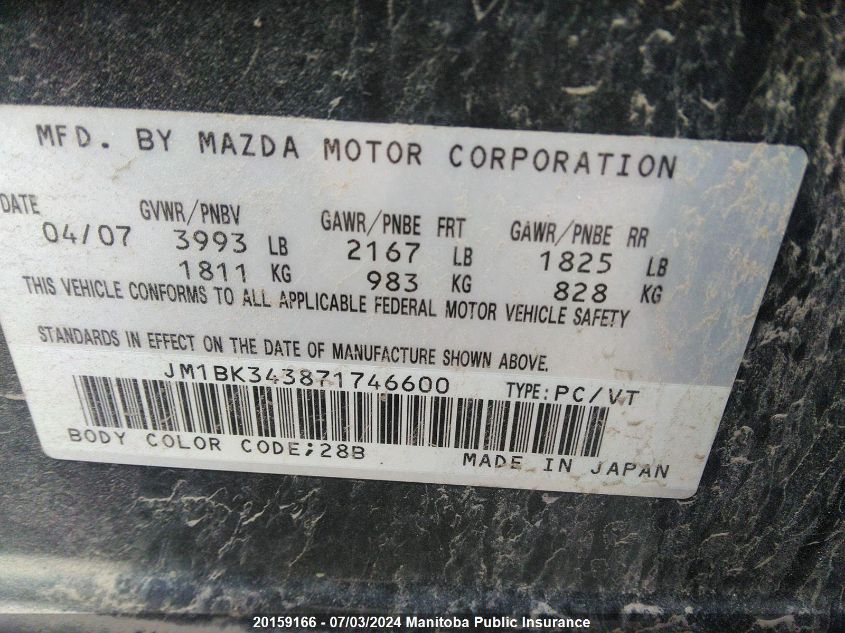 MFD. BY MAZDA MOTOR CORPORATION
DATE GVWR/PNBV GAWR/PNBE FRT GAWR/PNBE RR
04/07 3993 LB 2167 LB 1825 LB
1811 KG 983 KG 828 KG
THIS VEHICLE CONFORMS TO ALL APPLICABLE FEDERAL MOTOR VEHICLE SAFETY
STANDARDS IN EFFECT ON THE DATE OF MANUFACTURE SHOWN ABOVE.
JM1BK343871746600 TYPE:PC/VT
BODY COLOR CODE;28B MADE IN JAPAN
20159166 - 07/03/2024 Manitoba Public Insurance